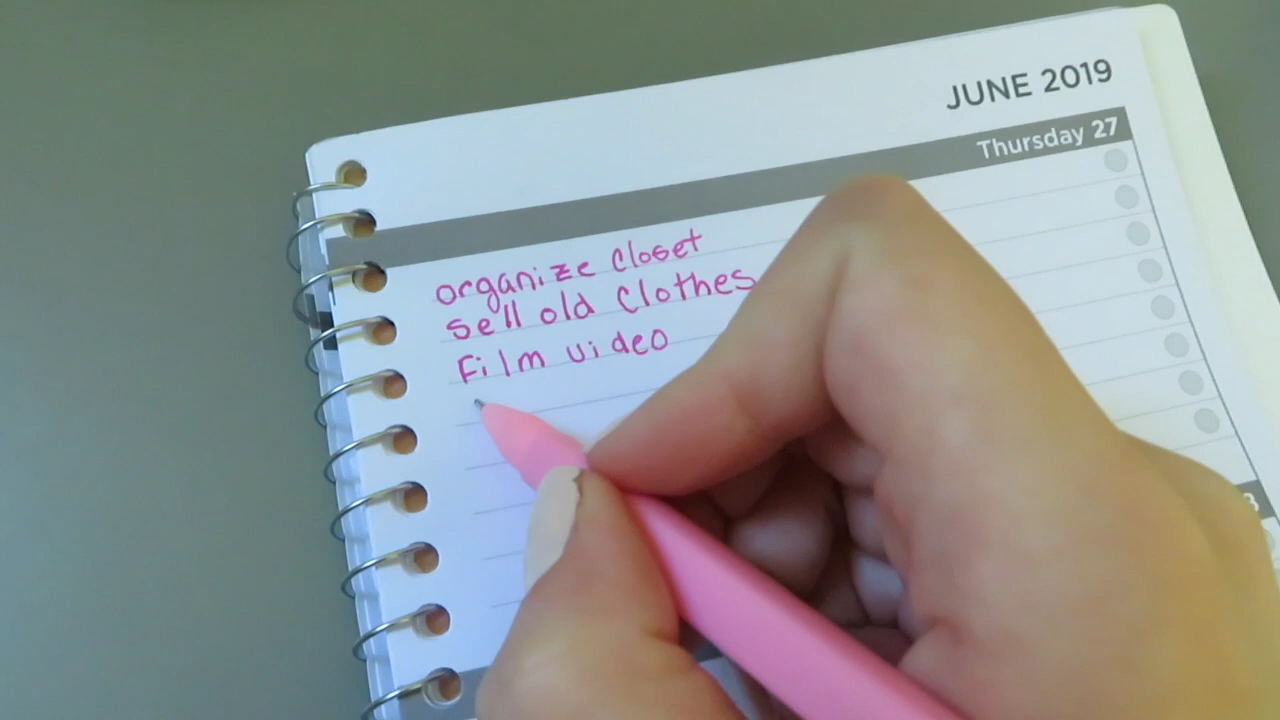 JUNE 2019
Thursday 27
organize closet
sell old clothes
Film video